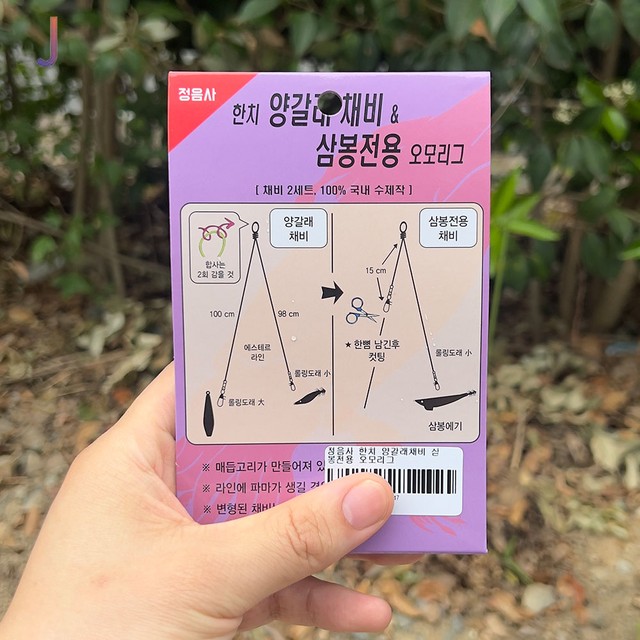 J
정음사
한치 양갈래 채비 &
삼봉전용 오모리그
[ 채비 2세트, 100% 국내 수제작 ]
합사는
2회 감을 것
양갈래
채비
100 cm
98 cm
에스테르
라인
롤링도래 大
롤링도래 小
삼봉전용
채비
15 cm
★ 한뼘 남긴후
컷팅
롤링도래 小
삼봉에기
※ 매듭고리가 만들어져
※ 라인에 파마가 생길
※ 변형된 채비
정음사 한치 양갈래채비 삼
봉전용 오모리그